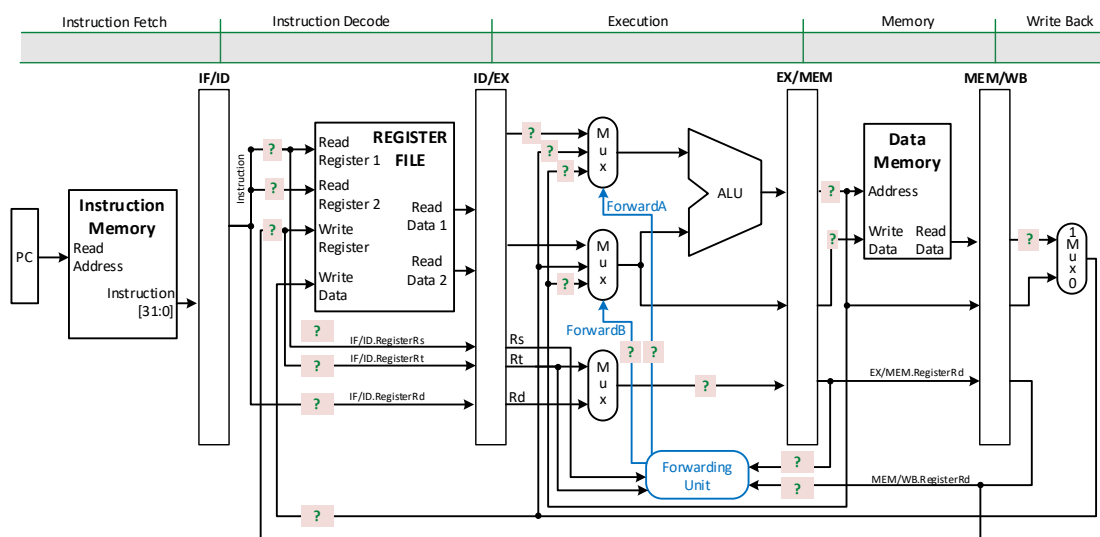 Instruction Fetch
Instruction Decode
Execution
Memory
Write Back
IF/ID
ID/EX
EX/MEM
MEM/WB
PC
Instruction
Memory
Read
Address
Instruction
[31:0]
Instruction
?
?
?
REGISTER
FILE
Read
Register 1
Read
Register 2
Write
Register
Write
Data
Read
Data 1
Read
Data 2
?
IF/ID.RegisterRs
? IF/ID.RegisterRt
? IF/ID.RegisterRd
?
Rs
Rt
Rd
?
?
?
Mux
ForwardA
?
Mux
ForwardB
? ?
Mux
?
ALU
Forwarding
Unit
?
?
?
?
Data
Memory
Address
Write
Data
Read
Data
EX/MEM.RegisterRd
MEM/WB.RegisterRd
?
1
Mux
0